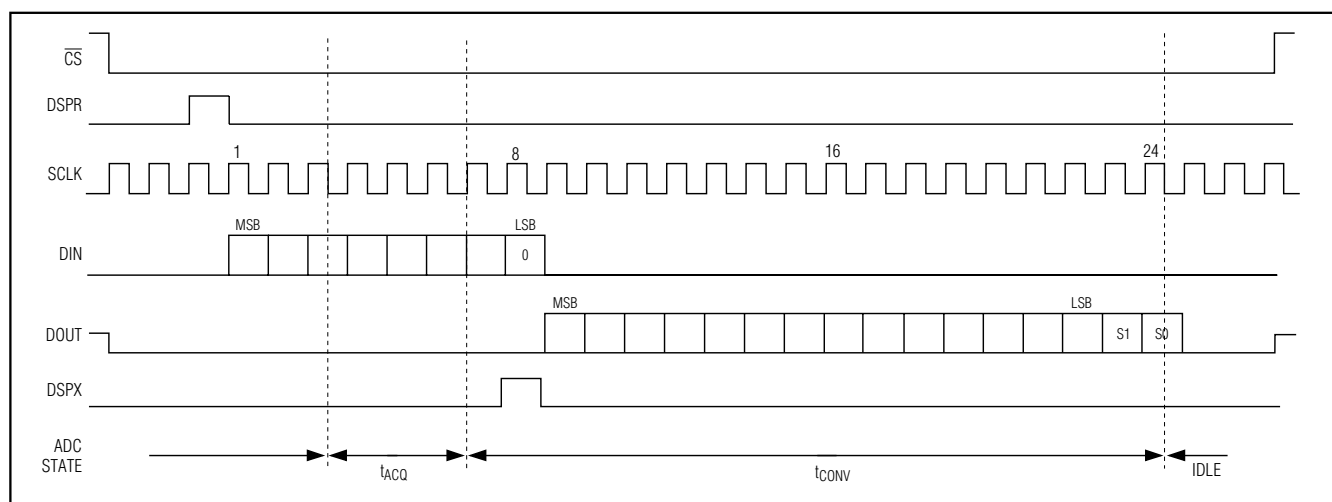 CS
DSPR
1 8 16 24
SCLK
MSB LSB
DIN 0
MSB LSB
DOUT S1 S0
DSPX
ADC
STATE
tACQ tCONV IDLE